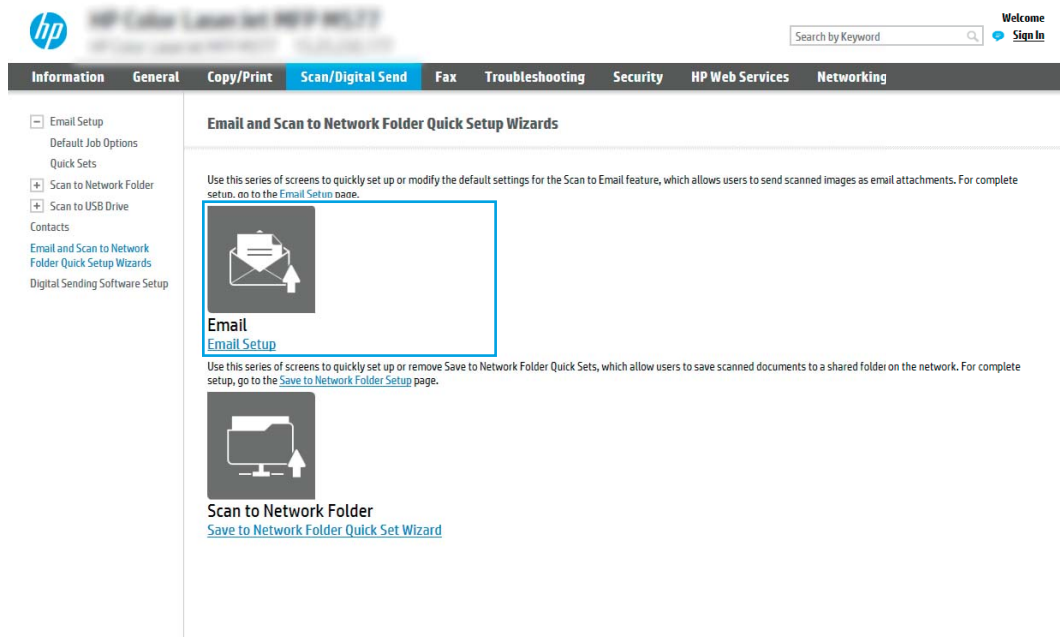 hp
HP Color LaserJet MFP M577
Welcome
Search by Keyword
Sign In
Information General Copy/Print Scan/Digital Send Fax Troubleshooting Security HP Web Services Networking
Email Setup
Default Job Options
Quick Sets
Scan to Network Folder
Scan to USB Drive
Contacts
Email and Scan to Network
Folder Quick Setup Wizards
Digital Sending Software Setup
Email and Scan to Network Folder Quick Setup Wizards
Use this series of screens to quickly set up or modify the default settings for the Scan to Email feature, which allows users to send scanned images as email attachments. For complete
setup, go to the Email Setup page.
Email
Email Setup
Use this series of screens to quickly set up or remove Save to Network Folder Quick Sets, which allow users to save scanned documents to a shared folder on the network. For complete
setup, go to the Save to Network Folder Setup page.
Scan to Network Folder
Save to Network Folder Quick Set Wizard